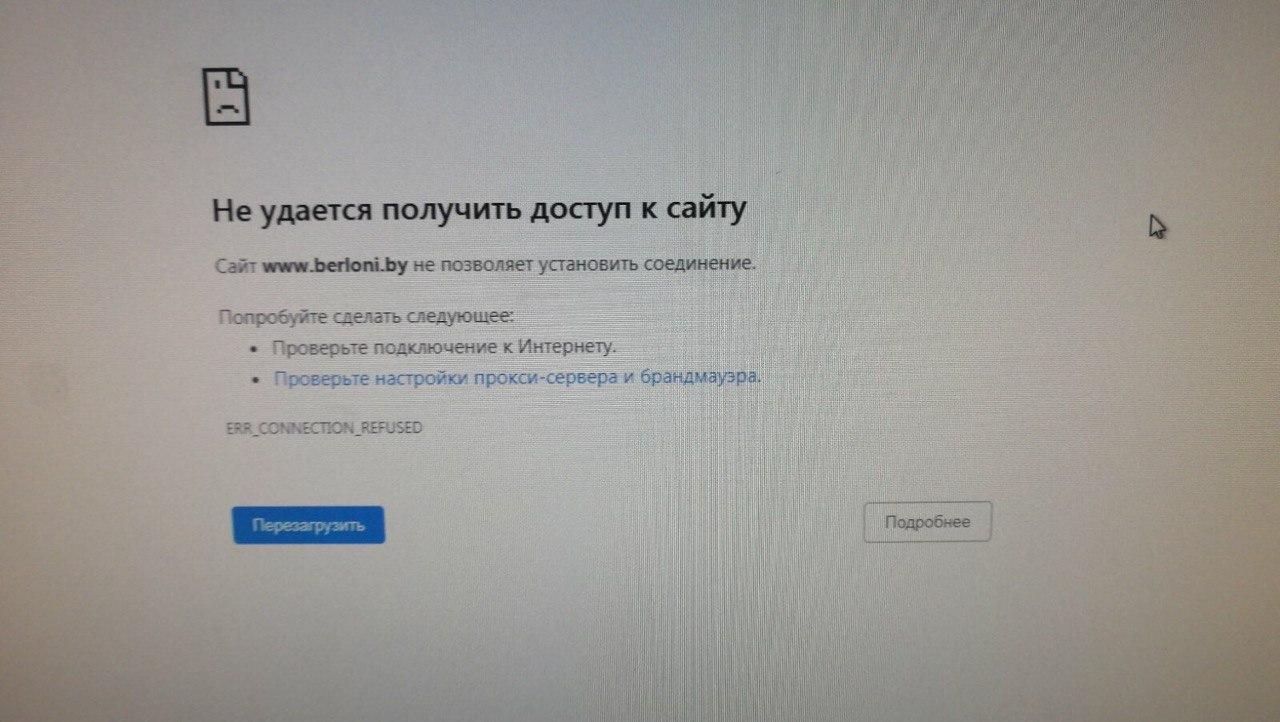 Не удается получить доступ к сайту
Сайт www.berloni.by не позволяет установить соединение.
Попробуйте сделать следующее:
• Проверьте подключение к Интернету.
• Проверьте настройки прокси-сервера и брандмауэра.
ERR_CONNECTION_REFUSED
Перезагрузить
Подробнее